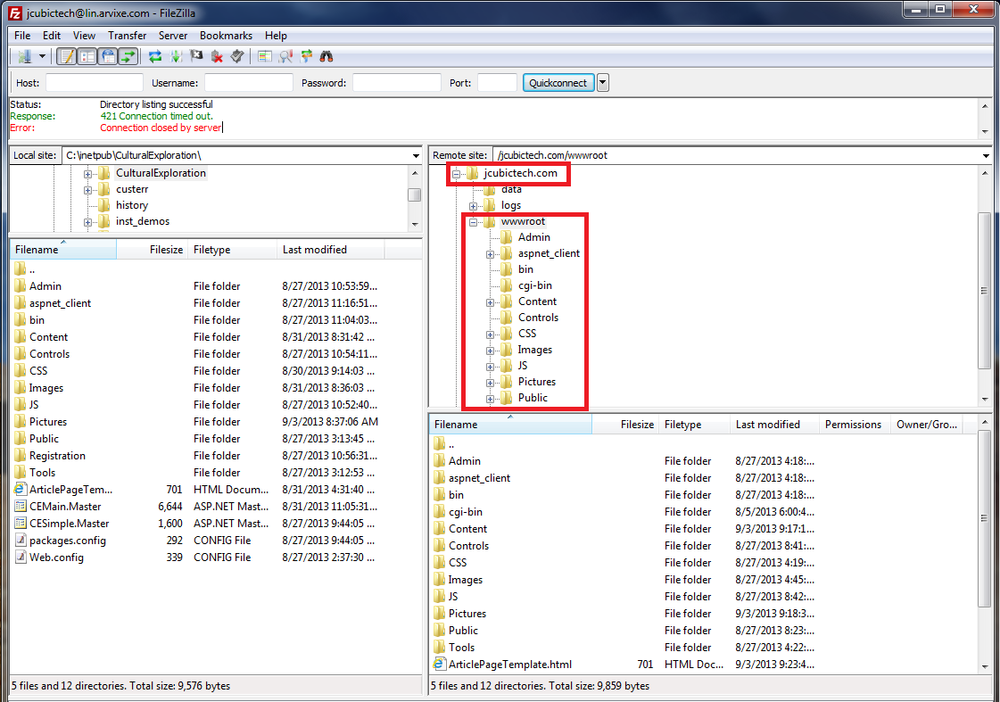 jcubictech@lin.arvixe.com - FileZilla
File Edit View Transfer Server Bookmarks Help
Host: Username: Password: Port: Quickconnect
Status: Directory listing successful
Response: 421 Connection timed out.
Error: Connection closed by server
Local site: C:\inetpub\CulturalExploration\
CulturalExploration
custerr
history
inst_demos
Filename Filesize Filetype Last modified
..
Admin File folder 8/27/2013 10:53:59...
aspnet_client File folder 8/27/2013 11:16:51...
bin File folder 8/27/2013 11:04:03...
Content File folder 8/31/2013 8:31:42 ...
Controls File folder 8/27/2013 10:54:11...
CSS File folder 8/30/2013 9:14:03 ...
Images File folder 8/31/2013 8:36:03 ...
JS File folder 8/27/2013 10:52:40...
Pictures File folder 9/3/2013 8:37:06 AM
Public File folder 8/27/2013 3:13:45 ...
Registration File folder 8/27/2013 10:56:31...
Tools File folder 8/27/2013 3:12:53 ...
ArticlePageTem... 701 HTML Docum... 8/31/2013 4:31:40 ...
CEMain.Master 6,644 ASP.NET Mast... 8/31/2013 11:05:31...
CESimple.Master 1,600 ASP.NET Mast... 8/27/2013 9:44:05 ...
packages.config 292 CONFIG File 8/27/2013 9:44:05 ...
Web.config 339 CONFIG File 8/27/2013 2:37:30 ...
5 files and 12 directories. Total size: 9,576 bytes
Remote site: /jcubictech.com/wwwroot
jcubictech.com
data
logs
wwwroot
Admin
aspnet_client
bin
cgi-bin
Content
Controls
CSS
Images
JS
Pictures
Public
Filename Filesize Filetype Last modified Permissions Owner/Gro...
..
Admin File folder 8/27/2013 4:18:...
aspnet_client File folder 8/27/2013 4:18:...
bin File folder 8/27/2013 4:18:...
cgi-bin File folder 8/5/2013 6:00:4...
Content File folder 9/3/2013 9:17:1...
Controls File folder 8/27/2013 8:41:...
CSS File folder 8/27/2013 4:19:...
Images File folder 8/27/2013 4:45:...
JS File folder 8/27/2013 8:42:...
Pictures File folder 9/3/2013 9:18:3...
Public File folder 8/27/2013 8:23:...
Tools File folder 8/27/2013 4:22:...
ArticlePageTemplate.html 701 HTML Doc... 9/3/2013 9:23:4...
5 files and 12 directories. Total size: 9,859 bytes